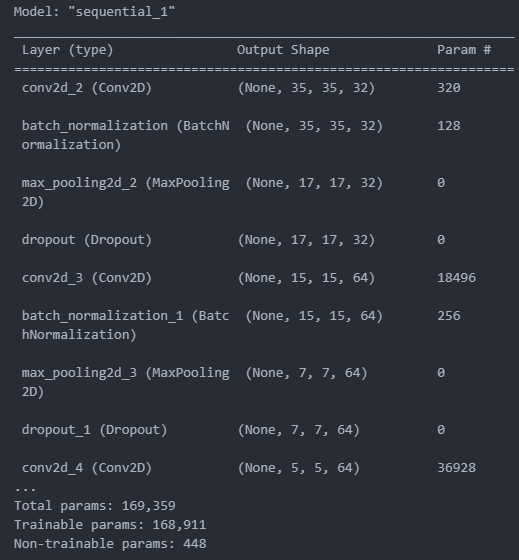 Model: "sequential_1"
_________________________________________________________________
Layer (type) Output Shape Param #
=================================================================
conv2d_2 (Conv2D) (None, 35, 35, 32) 320
batch_normalization (BatchN (None, 35, 35, 32) 128
ormalization)
max_pooling2d_2 (MaxPooling (None, 17, 17, 32) 0
2D)
dropout (Dropout) (None, 17, 17, 32) 0
conv2d_3 (Conv2D) (None, 15, 15, 64) 18496
batch_normalization_1 (Batc (None, 15, 15, 64) 256
hNormalization)
max_pooling2d_3 (MaxPooling (None, 7, 7, 64) 0
2D)
dropout_1 (Dropout) (None, 7, 7, 64) 0
conv2d_4 (Conv2D) (None, 5, 5, 64) 36928
...
Total params: 169,359
Trainable params: 168,911
Non-trainable params: 448